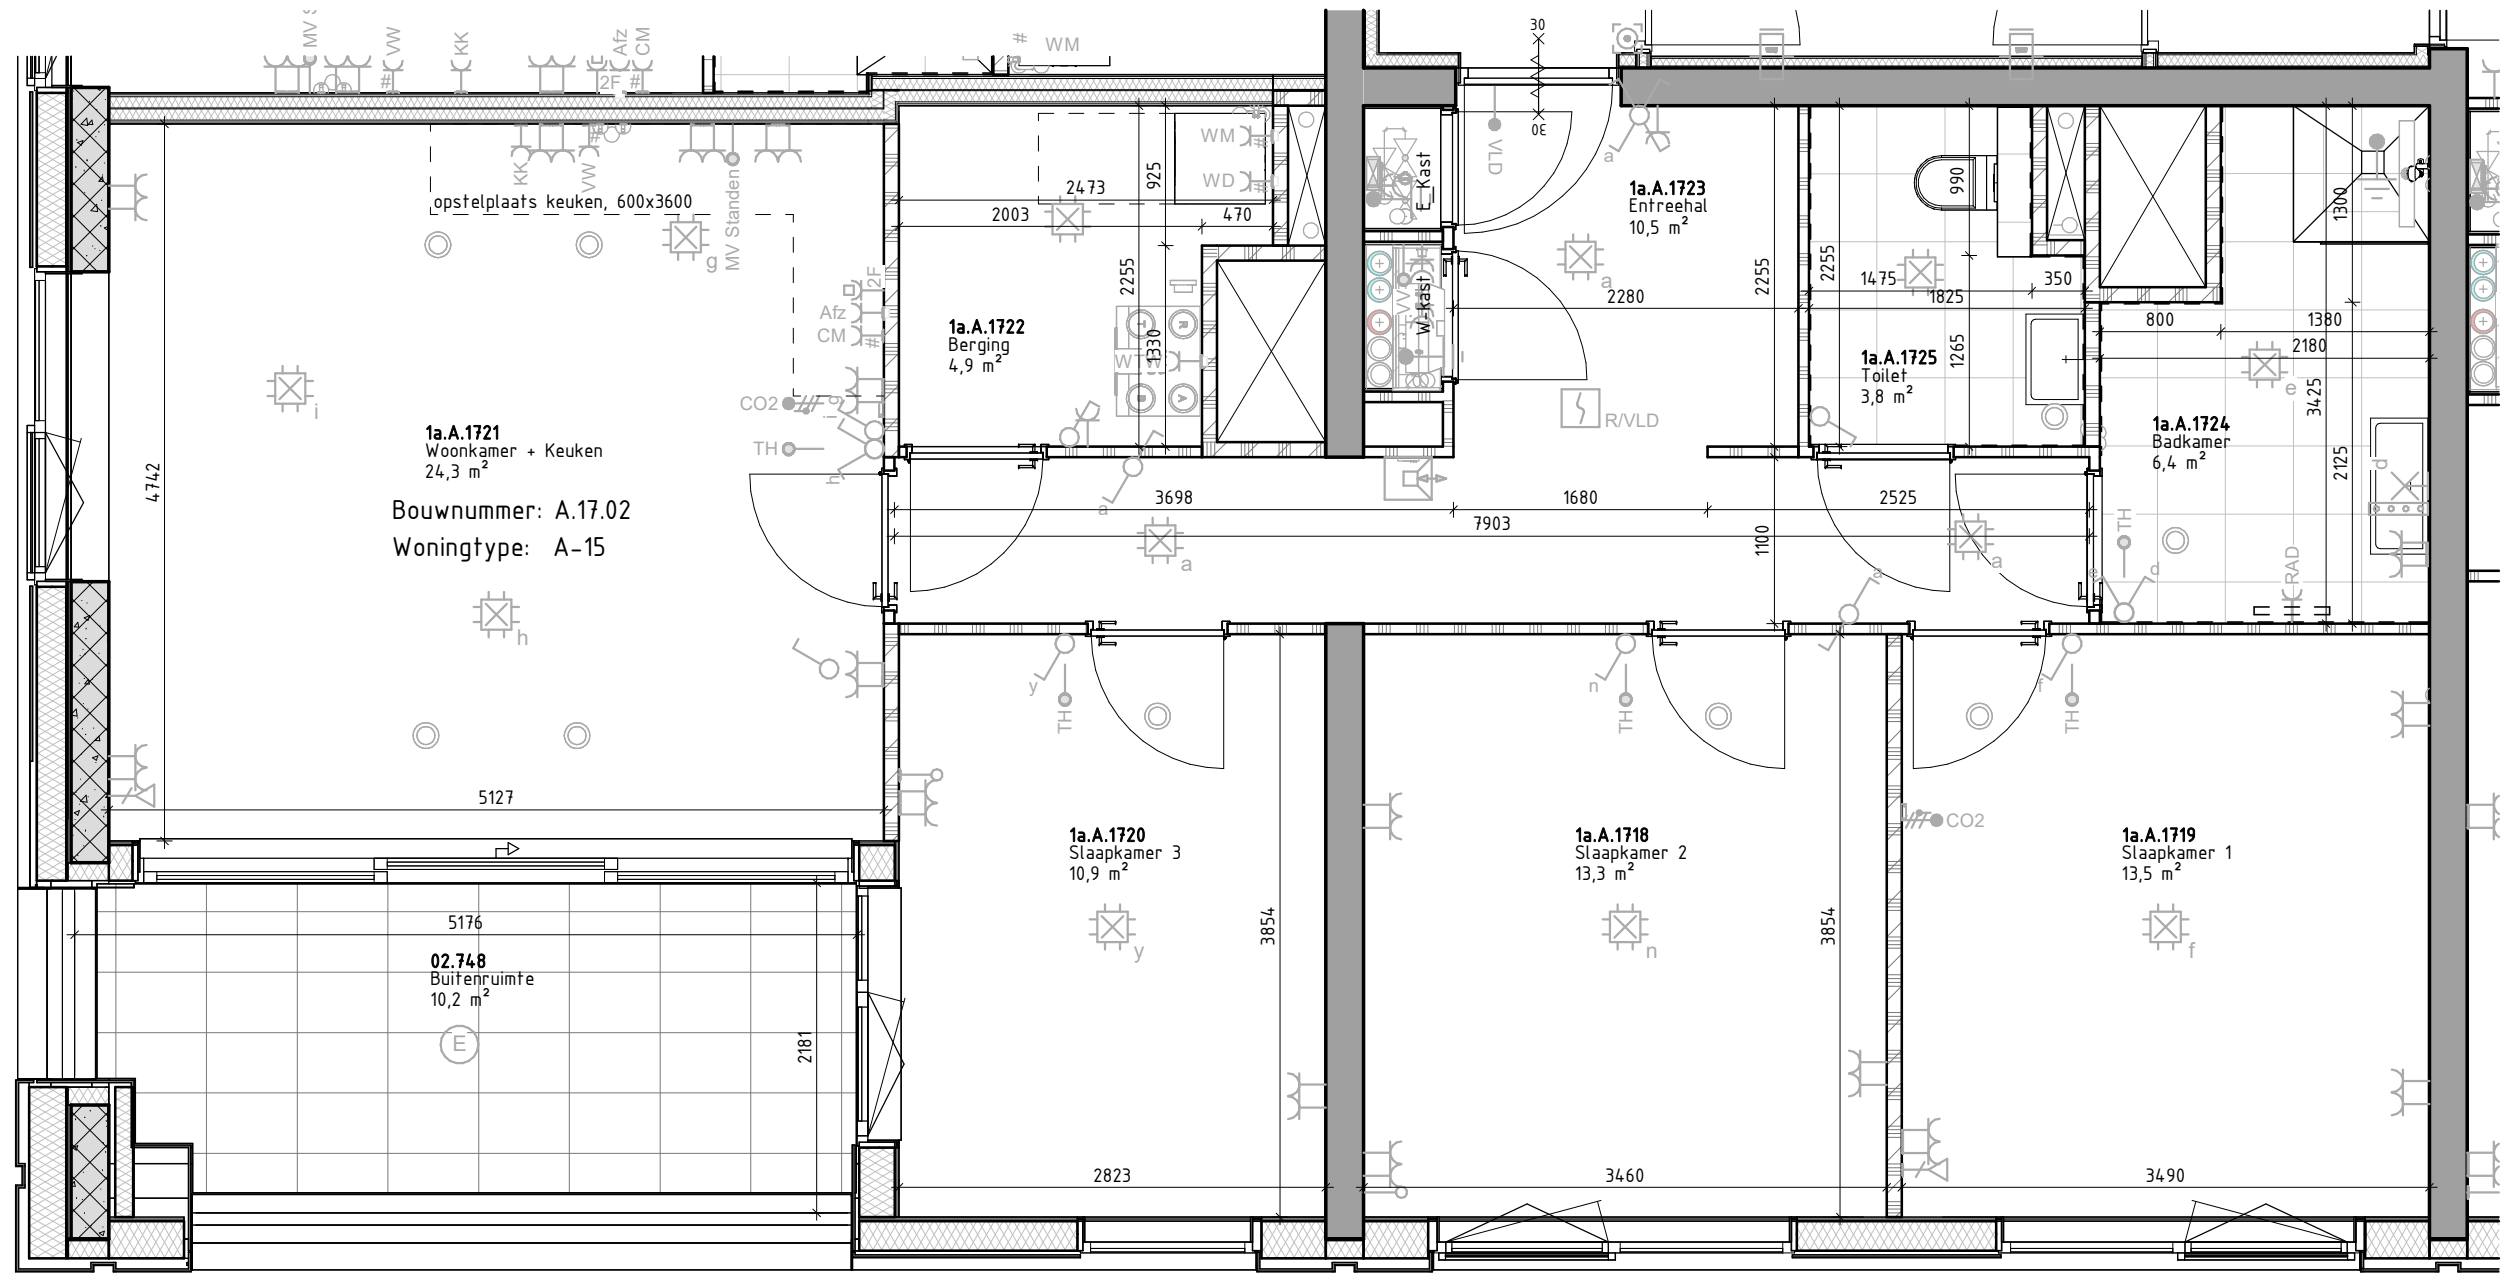 MV S
VW
KK
Afz
CM
#
2F
#
#
WM
30
30
KK
VW
#
MV Standen
opstelplaats keuken, 600x3600
g
i
h
2F
Afz
CM
#
CO2
TH
g
h
1a.A.1721
Woonkamer + Keuken
24,3 m²
Bouwnummer: A.17.02
Woningtype: A-15
4742
5127
2473
2003
470
925
2255
1330
WM
#
WD
#
1a.A.1722
Berging
4,9 m²
a
E_Kast
W-kast
VLD
a
1a.A.1723
Entreehal
10,5 m²
a
2280
2255
R/VLD
2255
990
1475
350
1825
1265
1a.A.1725
Toilet
3,8 m²
1300
800
1380
2180
e
3425
2125
1a.A.1724
Badkamer
6,4 m²
d
TH
RAD
e
d
3698
1680
2525
7903
1100
a
a
a
y
TH
n
TH
f
TH
1a.A.1720
Slaapkamer 3
10,9 m²
y
3854
2823
1a.A.1718
Slaapkamer 2
13,3 m²
n
3854
3460
CO2
1a.A.1719
Slaapkamer 1
13,5 m²
f
3490
5176
02.748
Buitenruimte
10,2 m²
E
2181